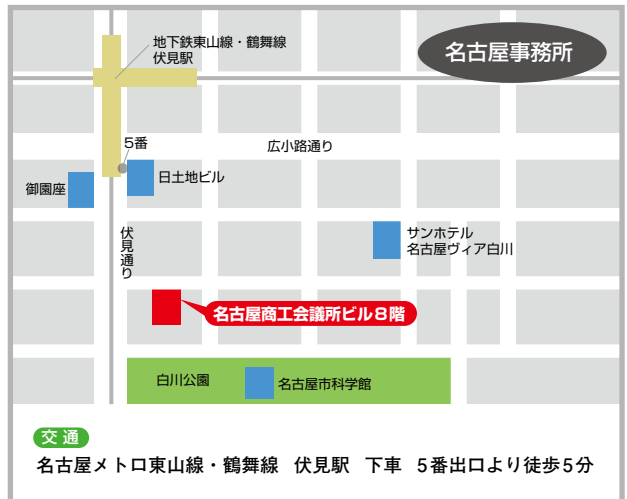 地下鉄東山線・鶴舞線
伏見駅
名古屋事務所
5番
広小路通り
日土地ビル
御園座
伏見通り
サンホテル
名古屋ヴィア白川
名古屋商工会議所ビル8階
白川公園
名古屋市科学館
交通
名古屋メトロ東山線・鶴舞線 伏見駅 下車 5番出口より徒歩5分